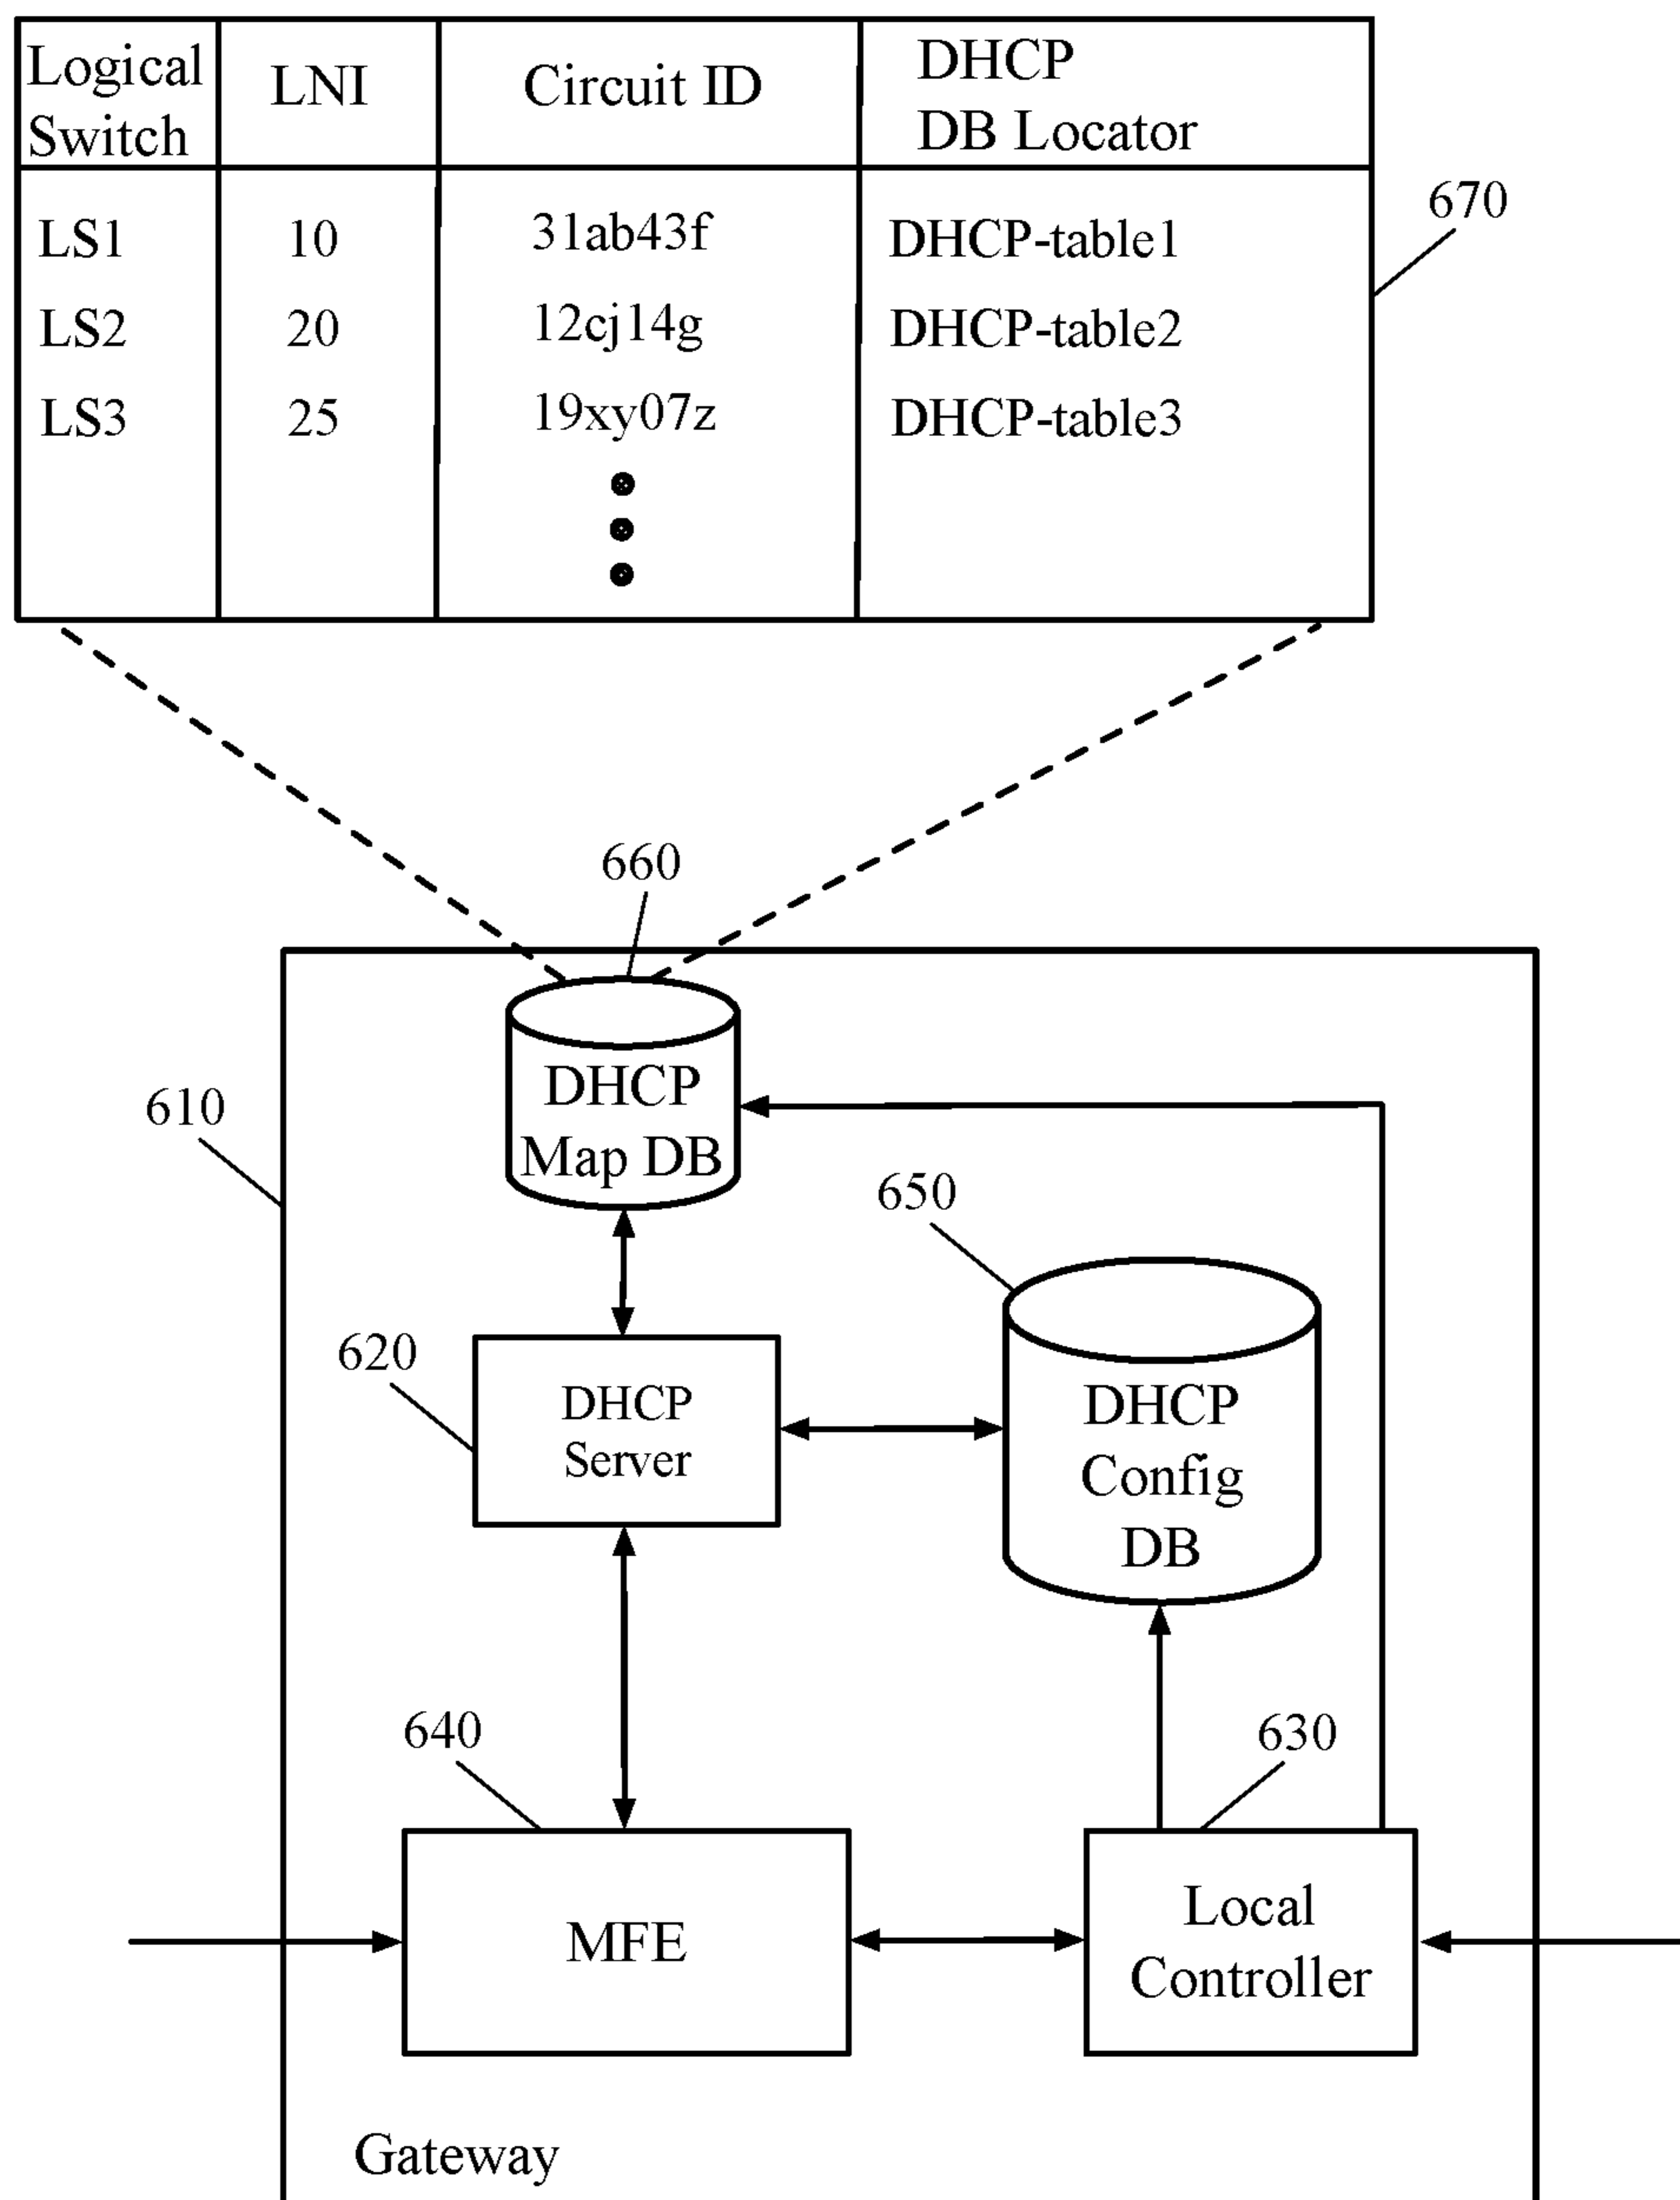 Logical
Switch
LNI
Circuit ID
DHCP
DB Locator
LS1 10 31ab43f DHCP-table1
LS2 20 12cj14g DHCP-table2
LS3 25 19xy07z DHCP-table3
670
660
610
DHCP
Map DB
650
620
DHCP
Server
DHCP
Config
DB
640
630
MFE
Local
Controller
Gateway